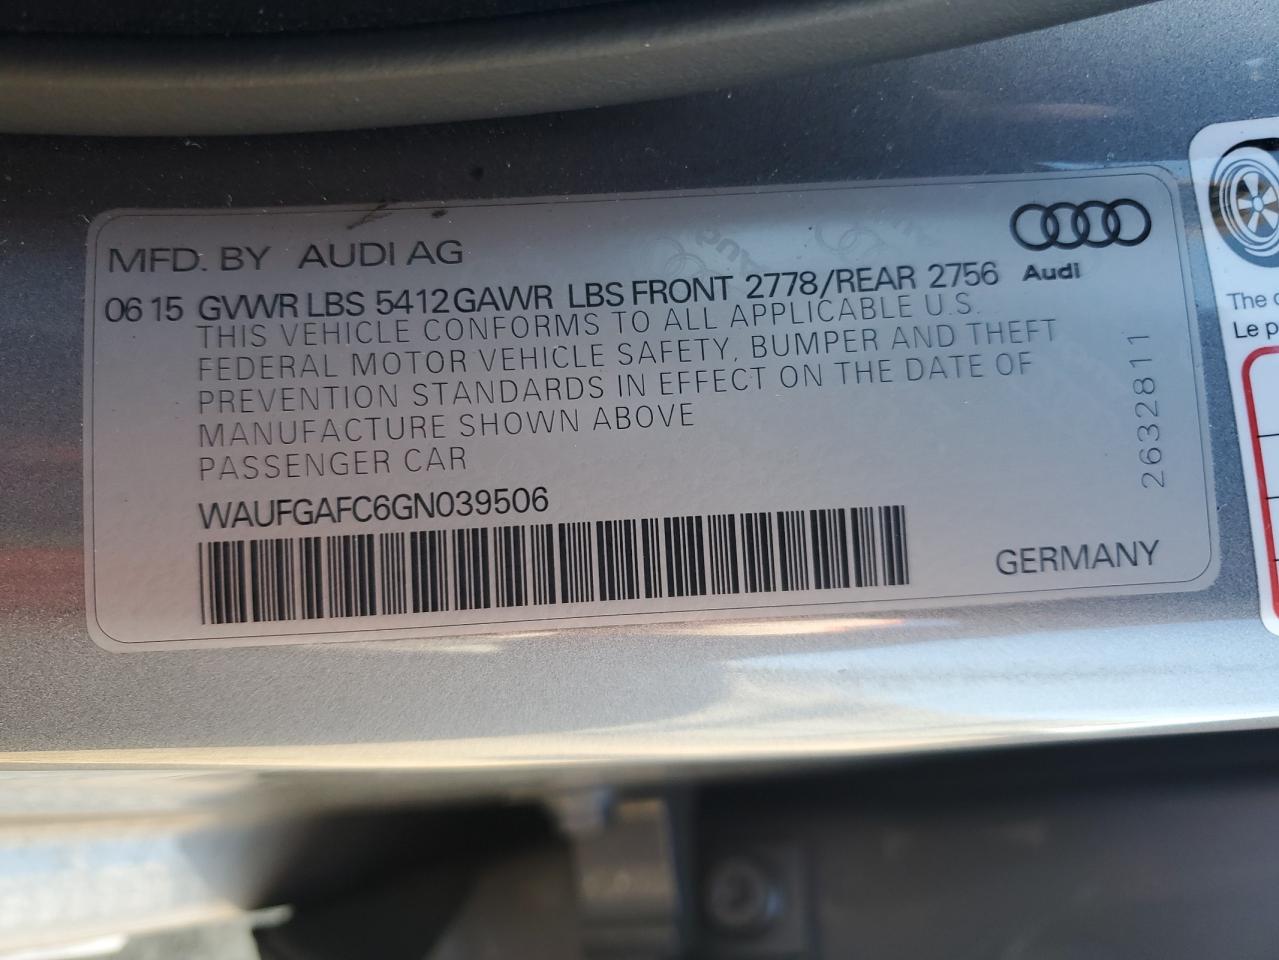 MFD. BY AUDI AG
06 15 GVWR LBS 5412 GAWR LBS FRONT 2778/REAR 2756
Audi
THIS VEHICLE CONFORMS TO ALL APPLICABLE U.S.
FEDERAL MOTOR VEHICLE SAFETY, BUMPER AND THEFT
PREVENTION STANDARDS IN EFFECT ON THE DATE OF
MANUFACTURE SHOWN ABOVE
PASSENGER CAR
WAUFGAFC6GN039506
GERMANY
2632811
The
Le